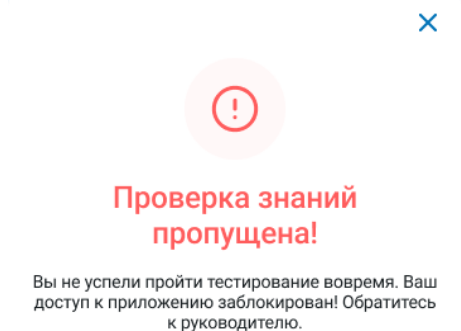 Проверка знаний
пропущена!
Вы не успели пройти тестирование вовремя. Ваш
доступ к приложению заблокирован! Обратитесь
к руководителю.